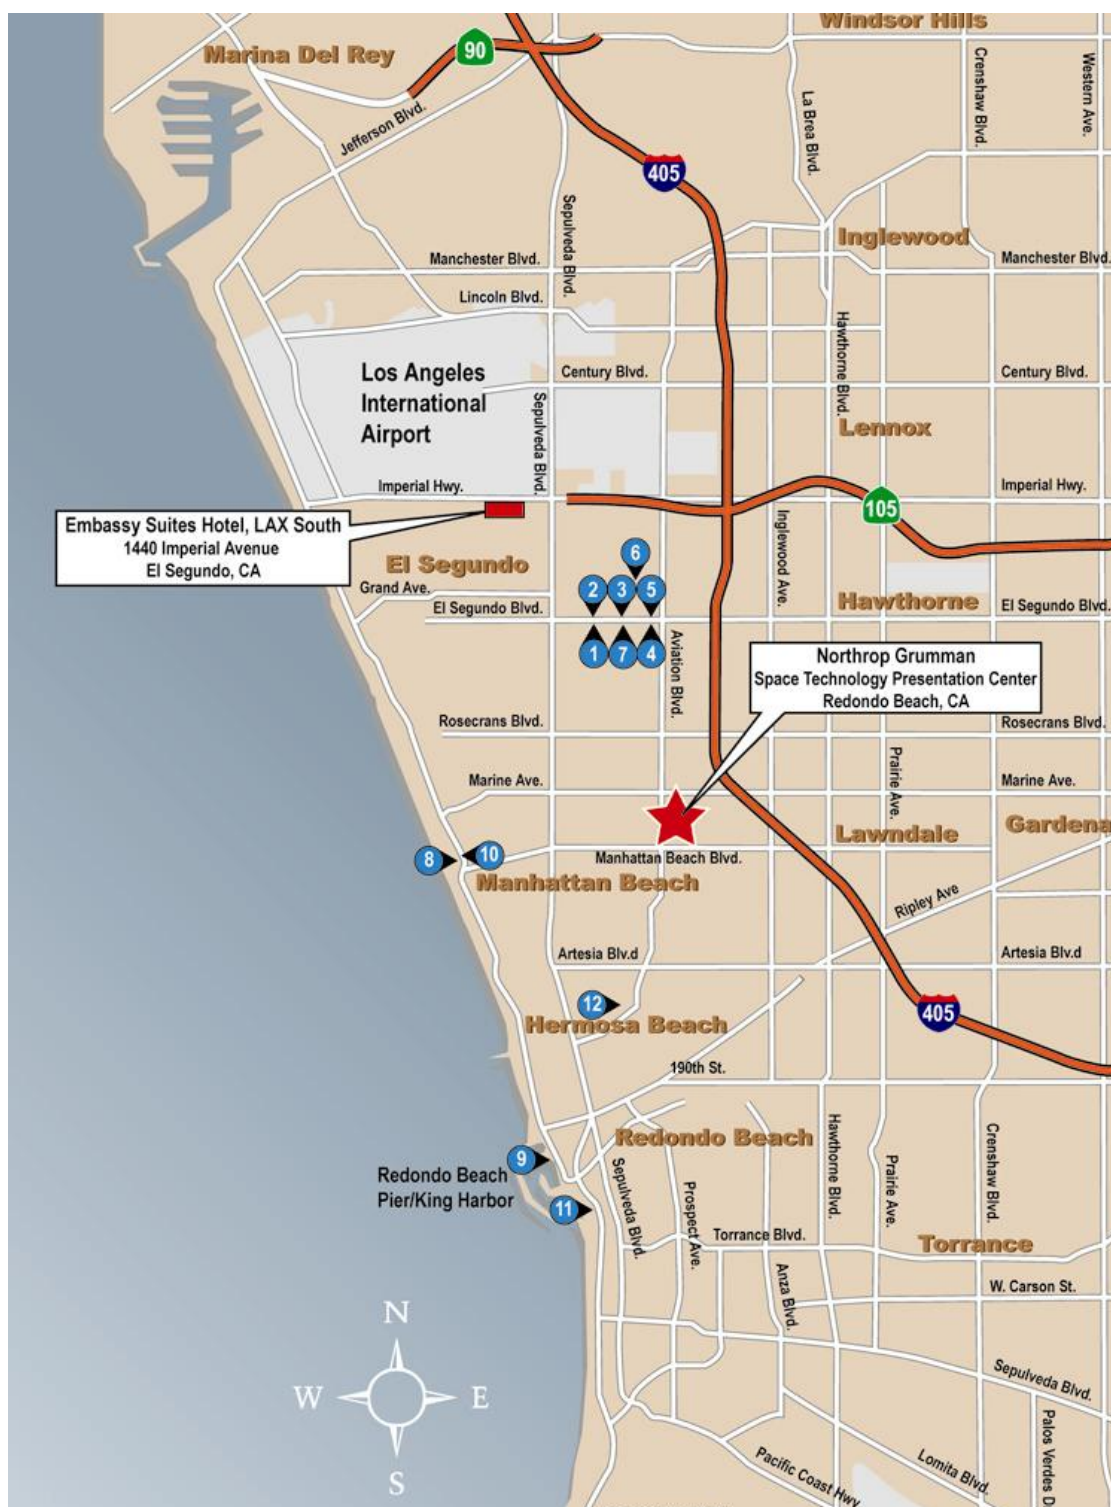 Windsor Hills
Marina Del Rey
90
Crenshaw Blvd.
Western Ave.
La Brea Blvd.
Jefferson Blvd.
405
Sepulveda Blvd.
Inglewood
Manchester Blvd.
Manchester Blvd.
Lincoln Blvd.
Hawthorne Blvd.
Los Angeles
International
Airport
Century Blvd.
Century Blvd.
Sepulveda Blvd.
Lennox
Imperial Hwy.
Imperial Hwy.
105
Embassy Suites Hotel, LAX South
1440 Imperial Avenue
El Segundo, CA
Inglewood Ave.
El Segundo
6
Grand Ave.
2
3
5
Hawthorne
El Segundo Blvd.
El Segundo Blvd.
1
7
4
Aviation Blvd.
Northrop Grumman
Space Technology Presentation Center
Redondo Beach, CA
Rosecrans Blvd.
Rosecrans Blvd.
Prairie Ave.
Marine Ave.
Marine Ave.
Lawndale
Gardena
8
10
Manhattan Beach Blvd.
Manhattan Beach
Ripley Ave
Artesia Blv.d
Artesia Blv.d
12
405
Hermosa Beach
190th St.
Redondo Beach
Hawthorne Blvd.
Crenshaw Blvd.
9
Redondo Beach
Pier/King Harbor
Sepulveda Blvd.
Prospect Ave.
Prairie Ave.
11
Torrance Blvd.
Torrance
Anza Blvd.
W. Carson St.
N
W
E
S
Sepulveda Blvd.
Palos Verdes D
Pacific Coast Hwy
Lomita Blvd.